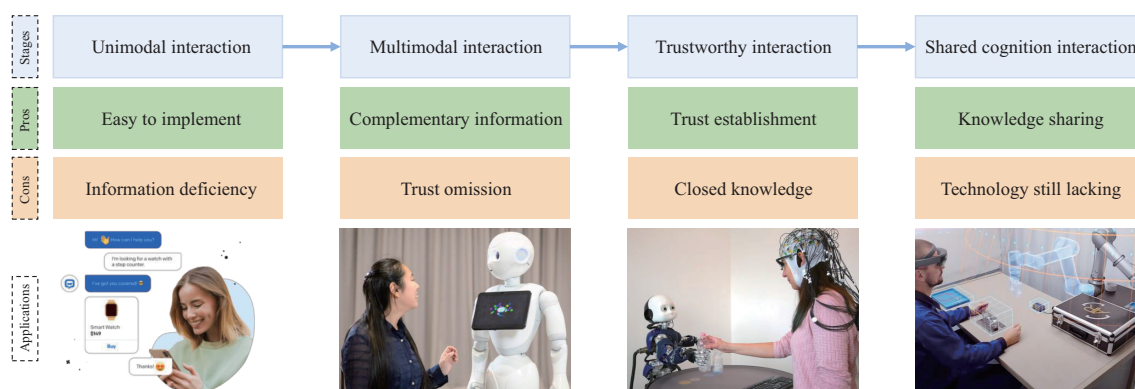 Stages
Unimodal interaction
Multimodal interaction
Trustworthy interaction
Shared cognition interaction
Pros
Easy to implement
Complementary information
Trust establishment
Knowledge sharing
Cons
Information deficiency
Trust omission
Closed knowledge
Technology still lacking
Applications
Hi 👋 How can I help you?
I'm looking for a watch with
a step counter.
I've got you covered
Smart Watch
$149
Buy
Thanks! 😍